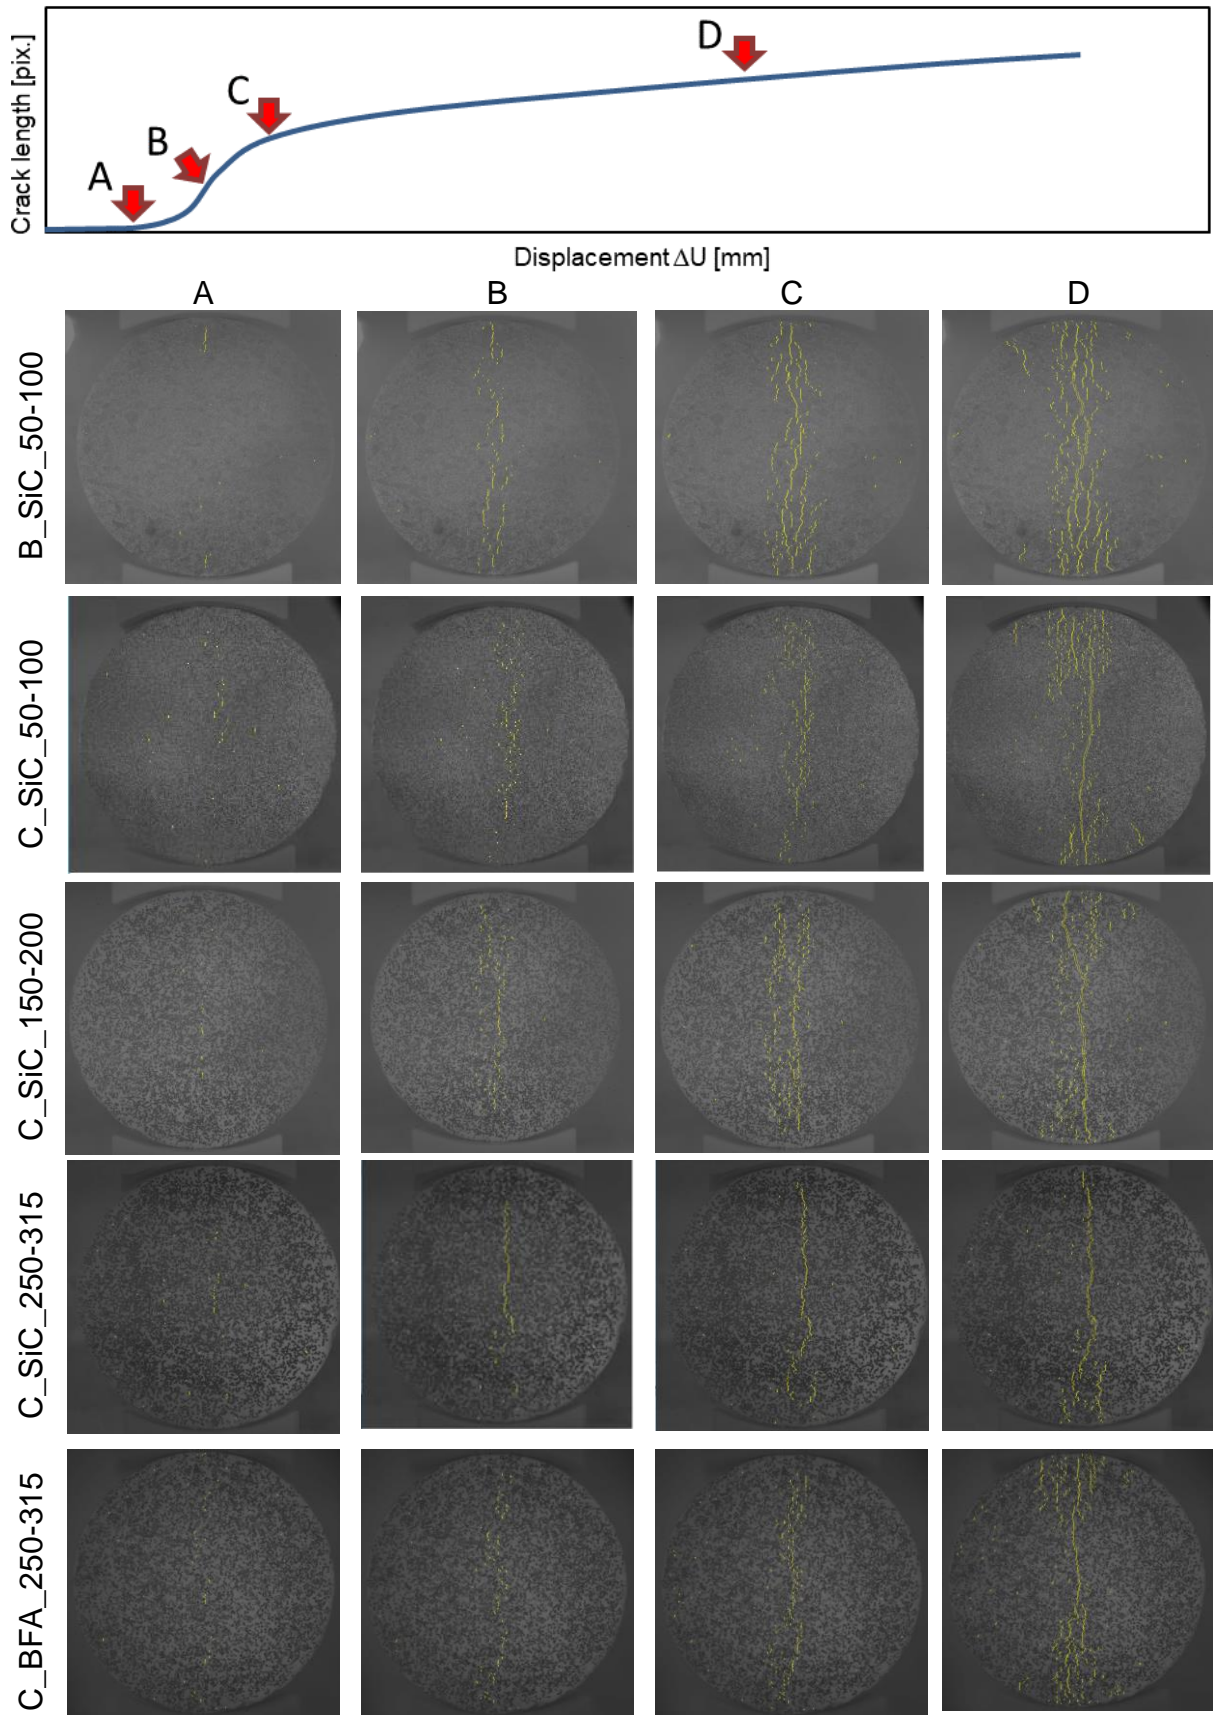 Crack length [pix.]
A
B
C
D
Displacement ΔU [mm]
A B C D
B_SiC_50-100
C_SiC_50-100
C_SiC_150-200
C_SiC_250-315
C_BFA_250-315